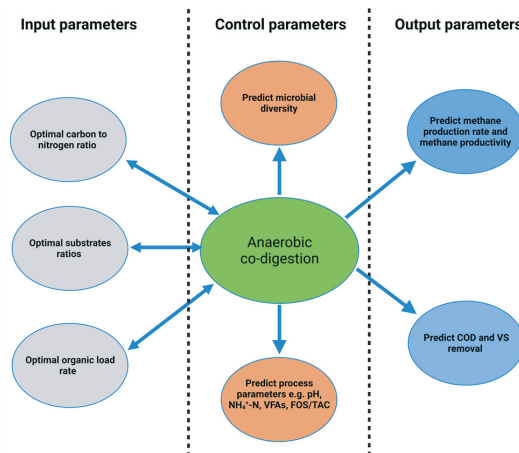 Input parameters
Control parameters
Output parameters
Optimal carbon to
nitrogen ratio
Optimal substrates
ratios
Optimal organic load
rate
Predict microbial
diversity
Anaerobic
co-digestion
Predict process
parameters e.g. pH,
NH₄⁺-N, VFAs, FOS/TAC
Predict methane
production rate and
methane productivity
Predict COD and VS
removal